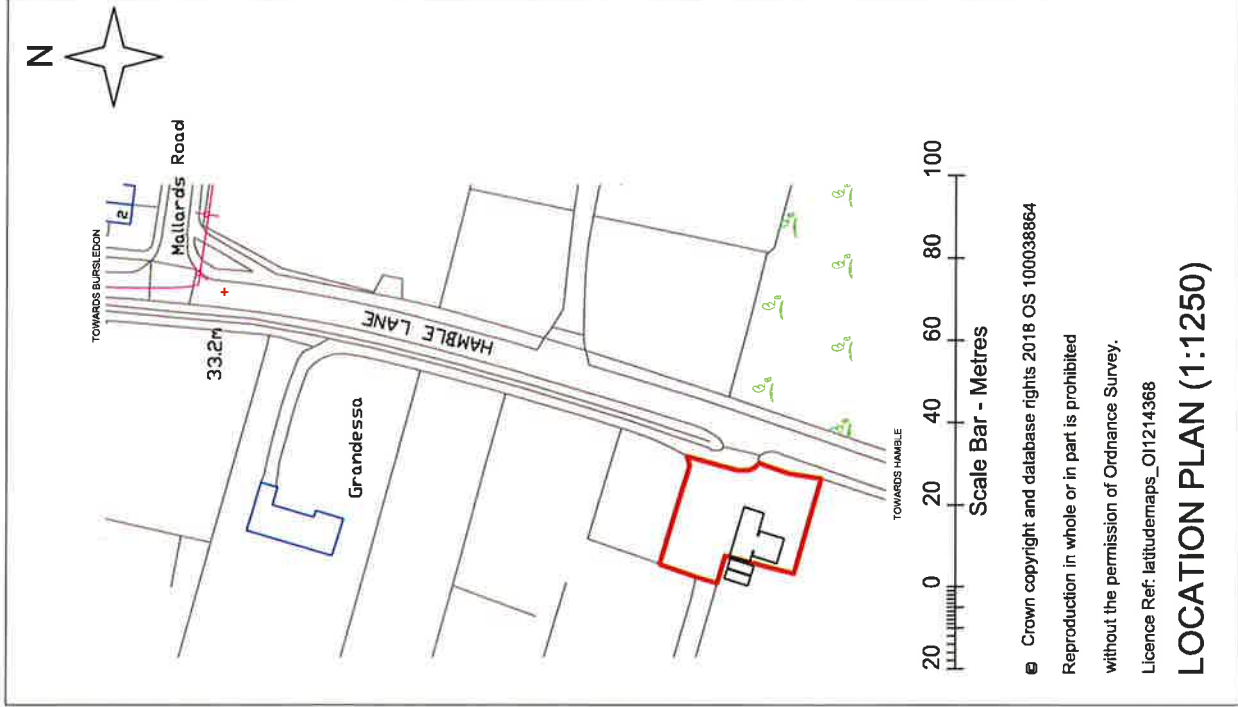 N
TOWARDS BURSLEDON
2
Mallards Road
33.2m
HAMBLE LANE
Grandessa
TOWARDS HAMBLE
20 0 20 40 60 80 100
Scale Bar - Metres
© Crown copyright and database rights 2018 OS 100038864
Reproduction in whole or in part is prohibited
without the permission of Ordnance Survey.
Licence Ref: latitudemaps_OI1214368
LOCATION PLAN (1:1250)